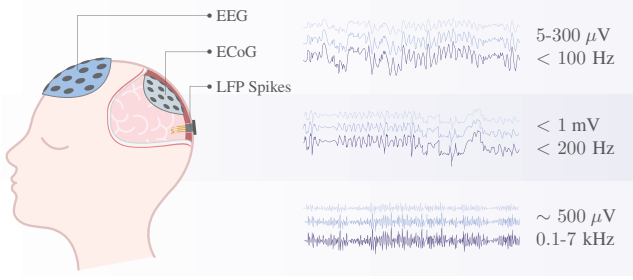 EEG
ECoG
LFP Spikes
5-300 μV
< 100 Hz
< 1 mV
< 200 Hz
∼ 500 μV
0.1-7 kHz